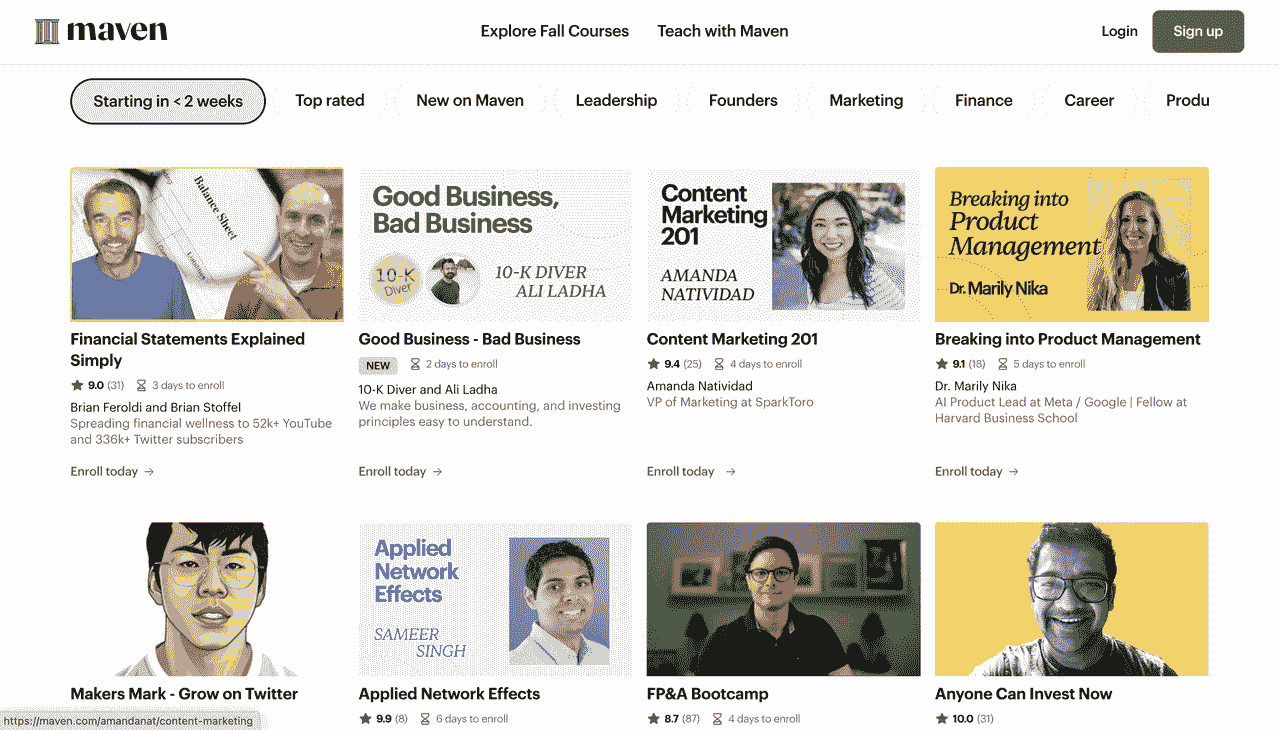 maven
Explore Fall Courses
Teach with Maven
Login
Sign up
Starting in < 2 weeks
Top rated
New on Maven
Leadership
Founders
Marketing
Finance
Career
Produ
Balance Sheet
Good Business,
Bad Business
10-K
Diver
10-K DIVER
ALI LADHA
Content
Marketing
201
AMANDA
NATIVIDAD
Breaking into
Product
Management
Dr. Marily Nika
Financial Statements Explained
Simply
9.0 (31) 3 days to enroll
Brian Feroldi and Brian Stoffel
Spreading financial wellness to 52k+ YouTube
and 336k+ Twitter subscribers
Enroll today →
Good Business - Bad Business
NEW 2 days to enroll
10-K Diver and Ali Ladha
We make business, accounting, and investing
principles easy to understand.
Enroll today →
Content Marketing 201
9.4 (25) 4 days to enroll
Amanda Natividad
VP of Marketing at SparkToro
Enroll today →
Breaking into Product Management
9.1 (18) 5 days to enroll
Dr. Marily Nika
AI Product Lead at Meta / Google | Fellow at
Harvard Business School
Enroll today →
Applied
Network
Effects
SAMEER
SINGH
Makers Mark - Grow on Twitter
Applied Network Effects
9.9 (8) 6 days to enroll
FP&A Bootcamp
8.7 (87) 4 days to enroll
Anyone Can Invest Now
10.0 (31)
https://maven.com/amandanat/content-marketing